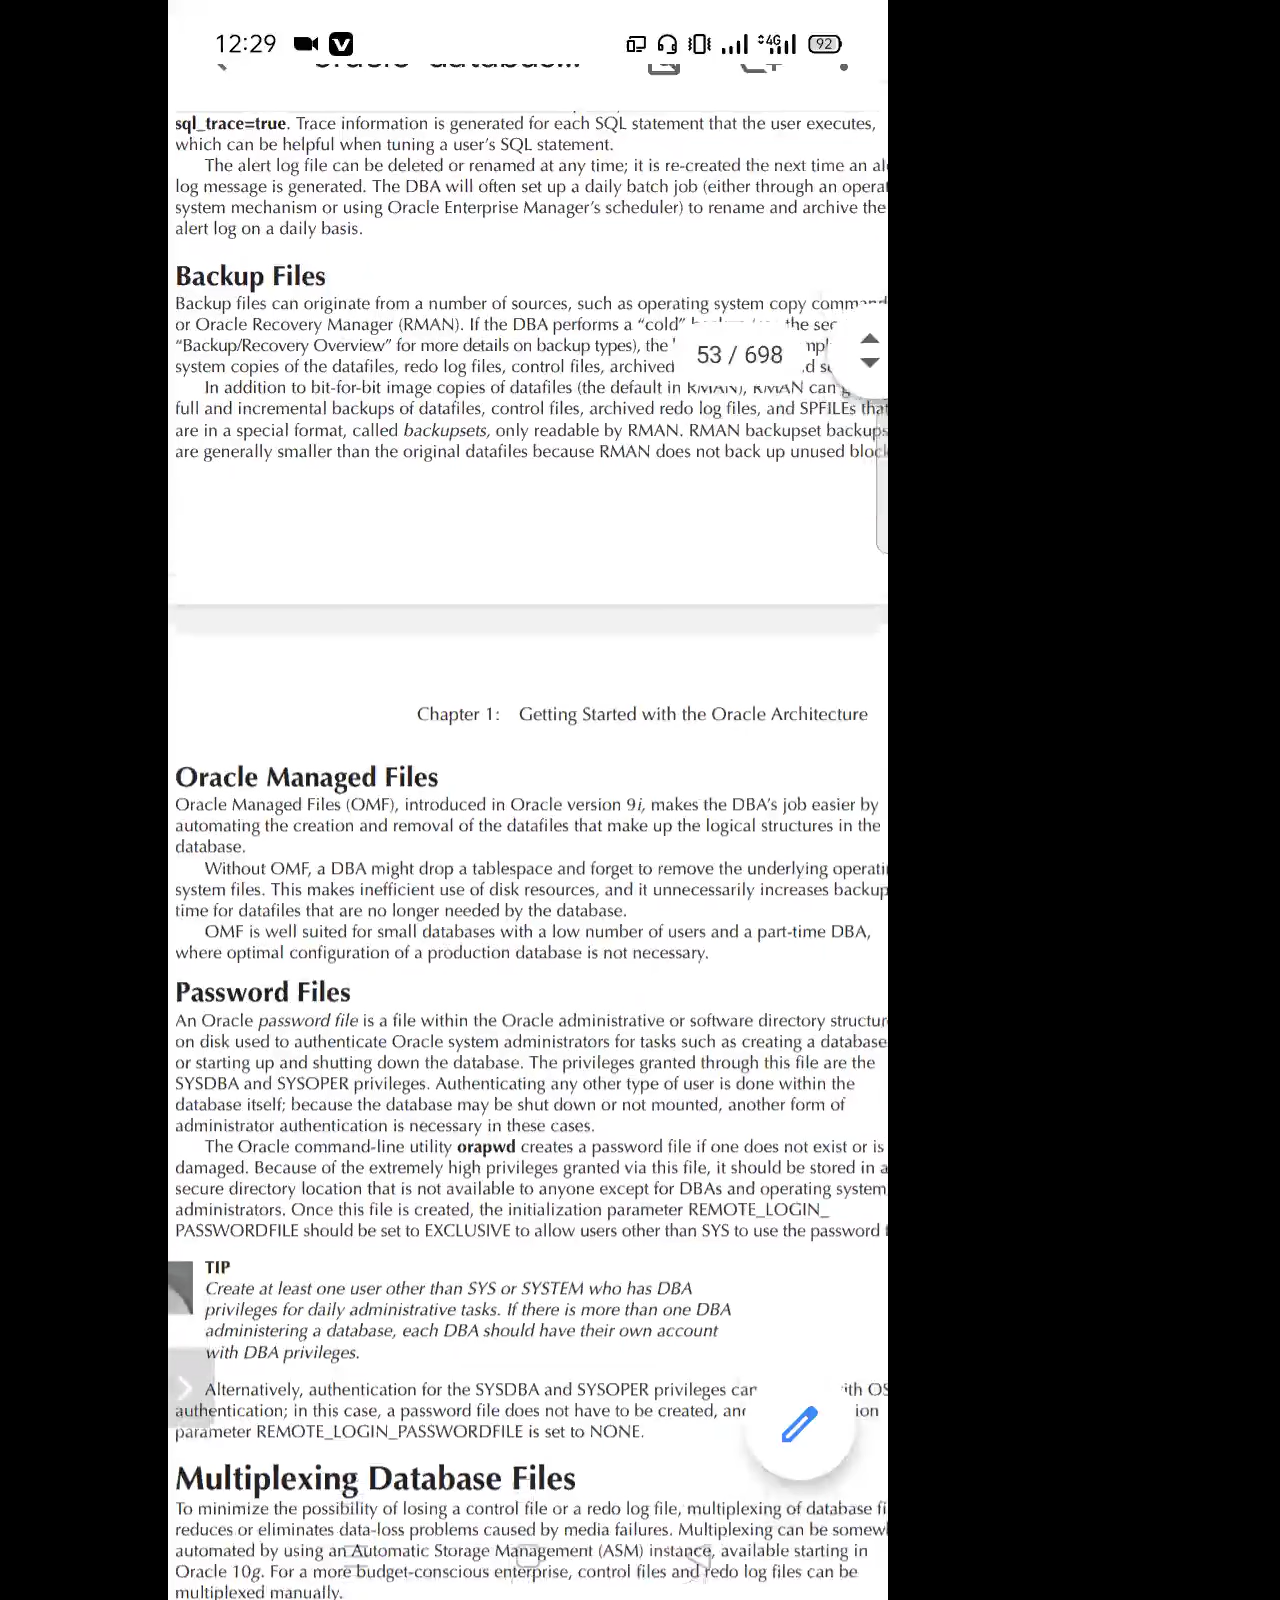 12:29 V 4G 92
sql_trace=true. Trace information is generated for each SQL statement that the user executes,
which can be helpful when tuning a user's SQL statement.
The alert log file can be deleted or renamed at any time; it is re-created the next time an al
log message is generated. The DBA will often set up a daily batch job (either through an opera
system mechanism or using Oracle Enterprise Manager's scheduler) to rename and archive the
alert log on a daily basis.
Backup Files
Backup files can originate from a number of sources, such as operating system copy command
or Oracle Recovery Manager (RMAN). If the DBA performs a "cold" the sec
"Backup/Recovery Overview" for more details on backup types), the
53 / 698
system copies of the datafiles, redo log files, control files, archived
In addition to bit-for-bit image copies of datafiles (the default in RMAN), RMAN can g
full and incremental backups of datafiles, control files, archived redo log files, and SPFILEs that
are in a special format, called backupsets, only readable by RMAN. RMAN backupset backups
are generally smaller than the original datafiles because RMAN does not back up unused block
Chapter 1: Getting Started with the Oracle Architecture
Oracle Managed Files
Oracle Managed Files (OMF), introduced in Oracle version 9i, makes the DBA's job easier by
automating the creation and removal of the datafiles that make up the logical structures in the
database.
Without OMF, a DBA might drop a tablespace and forget to remove the underlying operati
system files. This makes inefficient use of disk resources, and it unnecessarily increases backup
time for datafiles that are no longer needed by the database.
OMF is well suited for small databases with a low number of users and a part-time DBA,
where optimal configuration of a production database is not necessary.
Password Files
An Oracle password file is a file within the Oracle administrative or software directory structur
on disk used to authenticate Oracle system administrators for tasks such as creating a database
or starting up and shutting down the database. The privileges granted through this file are the
SYSDBA and SYSOPER privileges. Authenticating any other type of user is done within the
database itself; because the database may be shut down or not mounted, another form of
administrator authentication is necessary in these cases.
The Oracle command-line utility orapwd creates a password file if one does not exist or is
damaged. Because of the extremely high privileges granted via this file, it should be stored in a
secure directory location that is not available to anyone except for DBAs and operating system
administrators. Once this file is created, the initialization parameter REMOTE_LOGIN_
PASSWORDFILE should be set to EXCLUSIVE to allow users other than SYS to use the password f
TIP
Create at least one user other than SYS or SYSTEM who has DBA
privileges for daily administrative tasks. If there is more than one DBA
administering a database, each DBA should have their own account
with DBA privileges.
Alternatively, authentication for the SYSDBA and SYSOPER privileges can ith OS
authentication; in this case, a password file does not have to be created, and ion
parameter REMOTE_LOGIN_PASSWORDFILE is set to NONE.
Multiplexing Database Files
To minimize the possibility of losing a control file or a redo log file, multiplexing of database fi
reduces or eliminates data-loss problems caused by media failures. Multiplexing can be somew
automated by using an Automatic Storage Management (ASM) instance, available starting in
Oracle 10g. For a more budget-conscious enterprise, control files and redo log files can be
multiplexed manually.